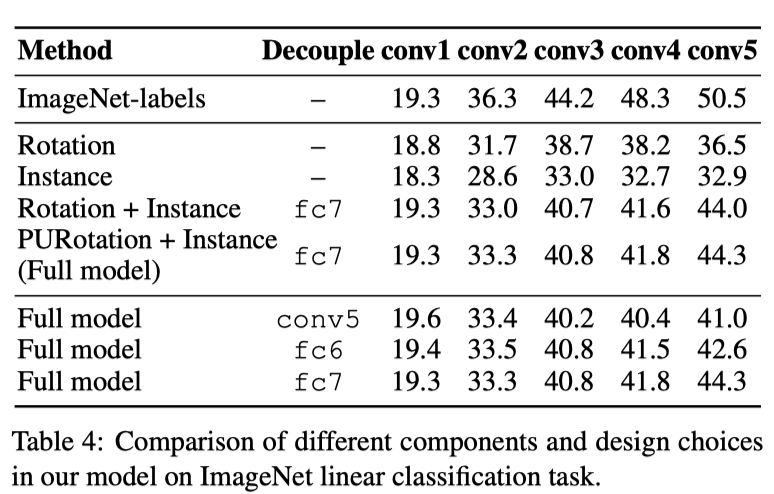 Method Decouple conv1 conv2 conv3 conv4 conv5
ImageNet-labels – 19.3 36.3 44.2 48.3 50.5
Rotation – 18.8 31.7 38.7 38.2 36.5
Instance – 18.3 28.6 33.0 32.7 32.9
Rotation + Instance fc7 19.3 33.0 40.7 41.6 44.0
PURotation + Instance
(Full model) fc7 19.3 33.3 40.8 41.8 44.3
Full model conv5 19.6 33.4 40.2 40.4 41.0
Full model fc6 19.4 33.5 40.8 41.5 42.6
Full model fc7 19.3 33.3 40.8 41.8 44.3
Table 4: Comparison of different components and design choices
in our model on ImageNet linear classification task.